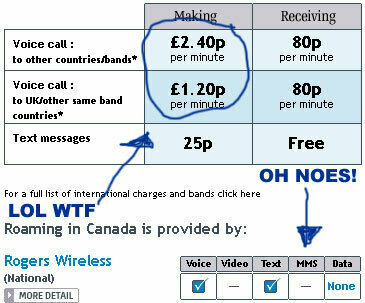 Making Receiving
Voice call :
to other countries/bands*
£2.40p
per minute
80p
per minute
Voice call :
to UK/other same band
countries*
£1.20p
per minute
80p
per minute
Text messages
25p
Free
OH NOES!
For a full list of international charges and bands click here
LOL WTF
Roaming in Canada is provided by:
Rogers Wireless
(National)
MORE DETAIL
Voice Video Text MMS Data
— — None